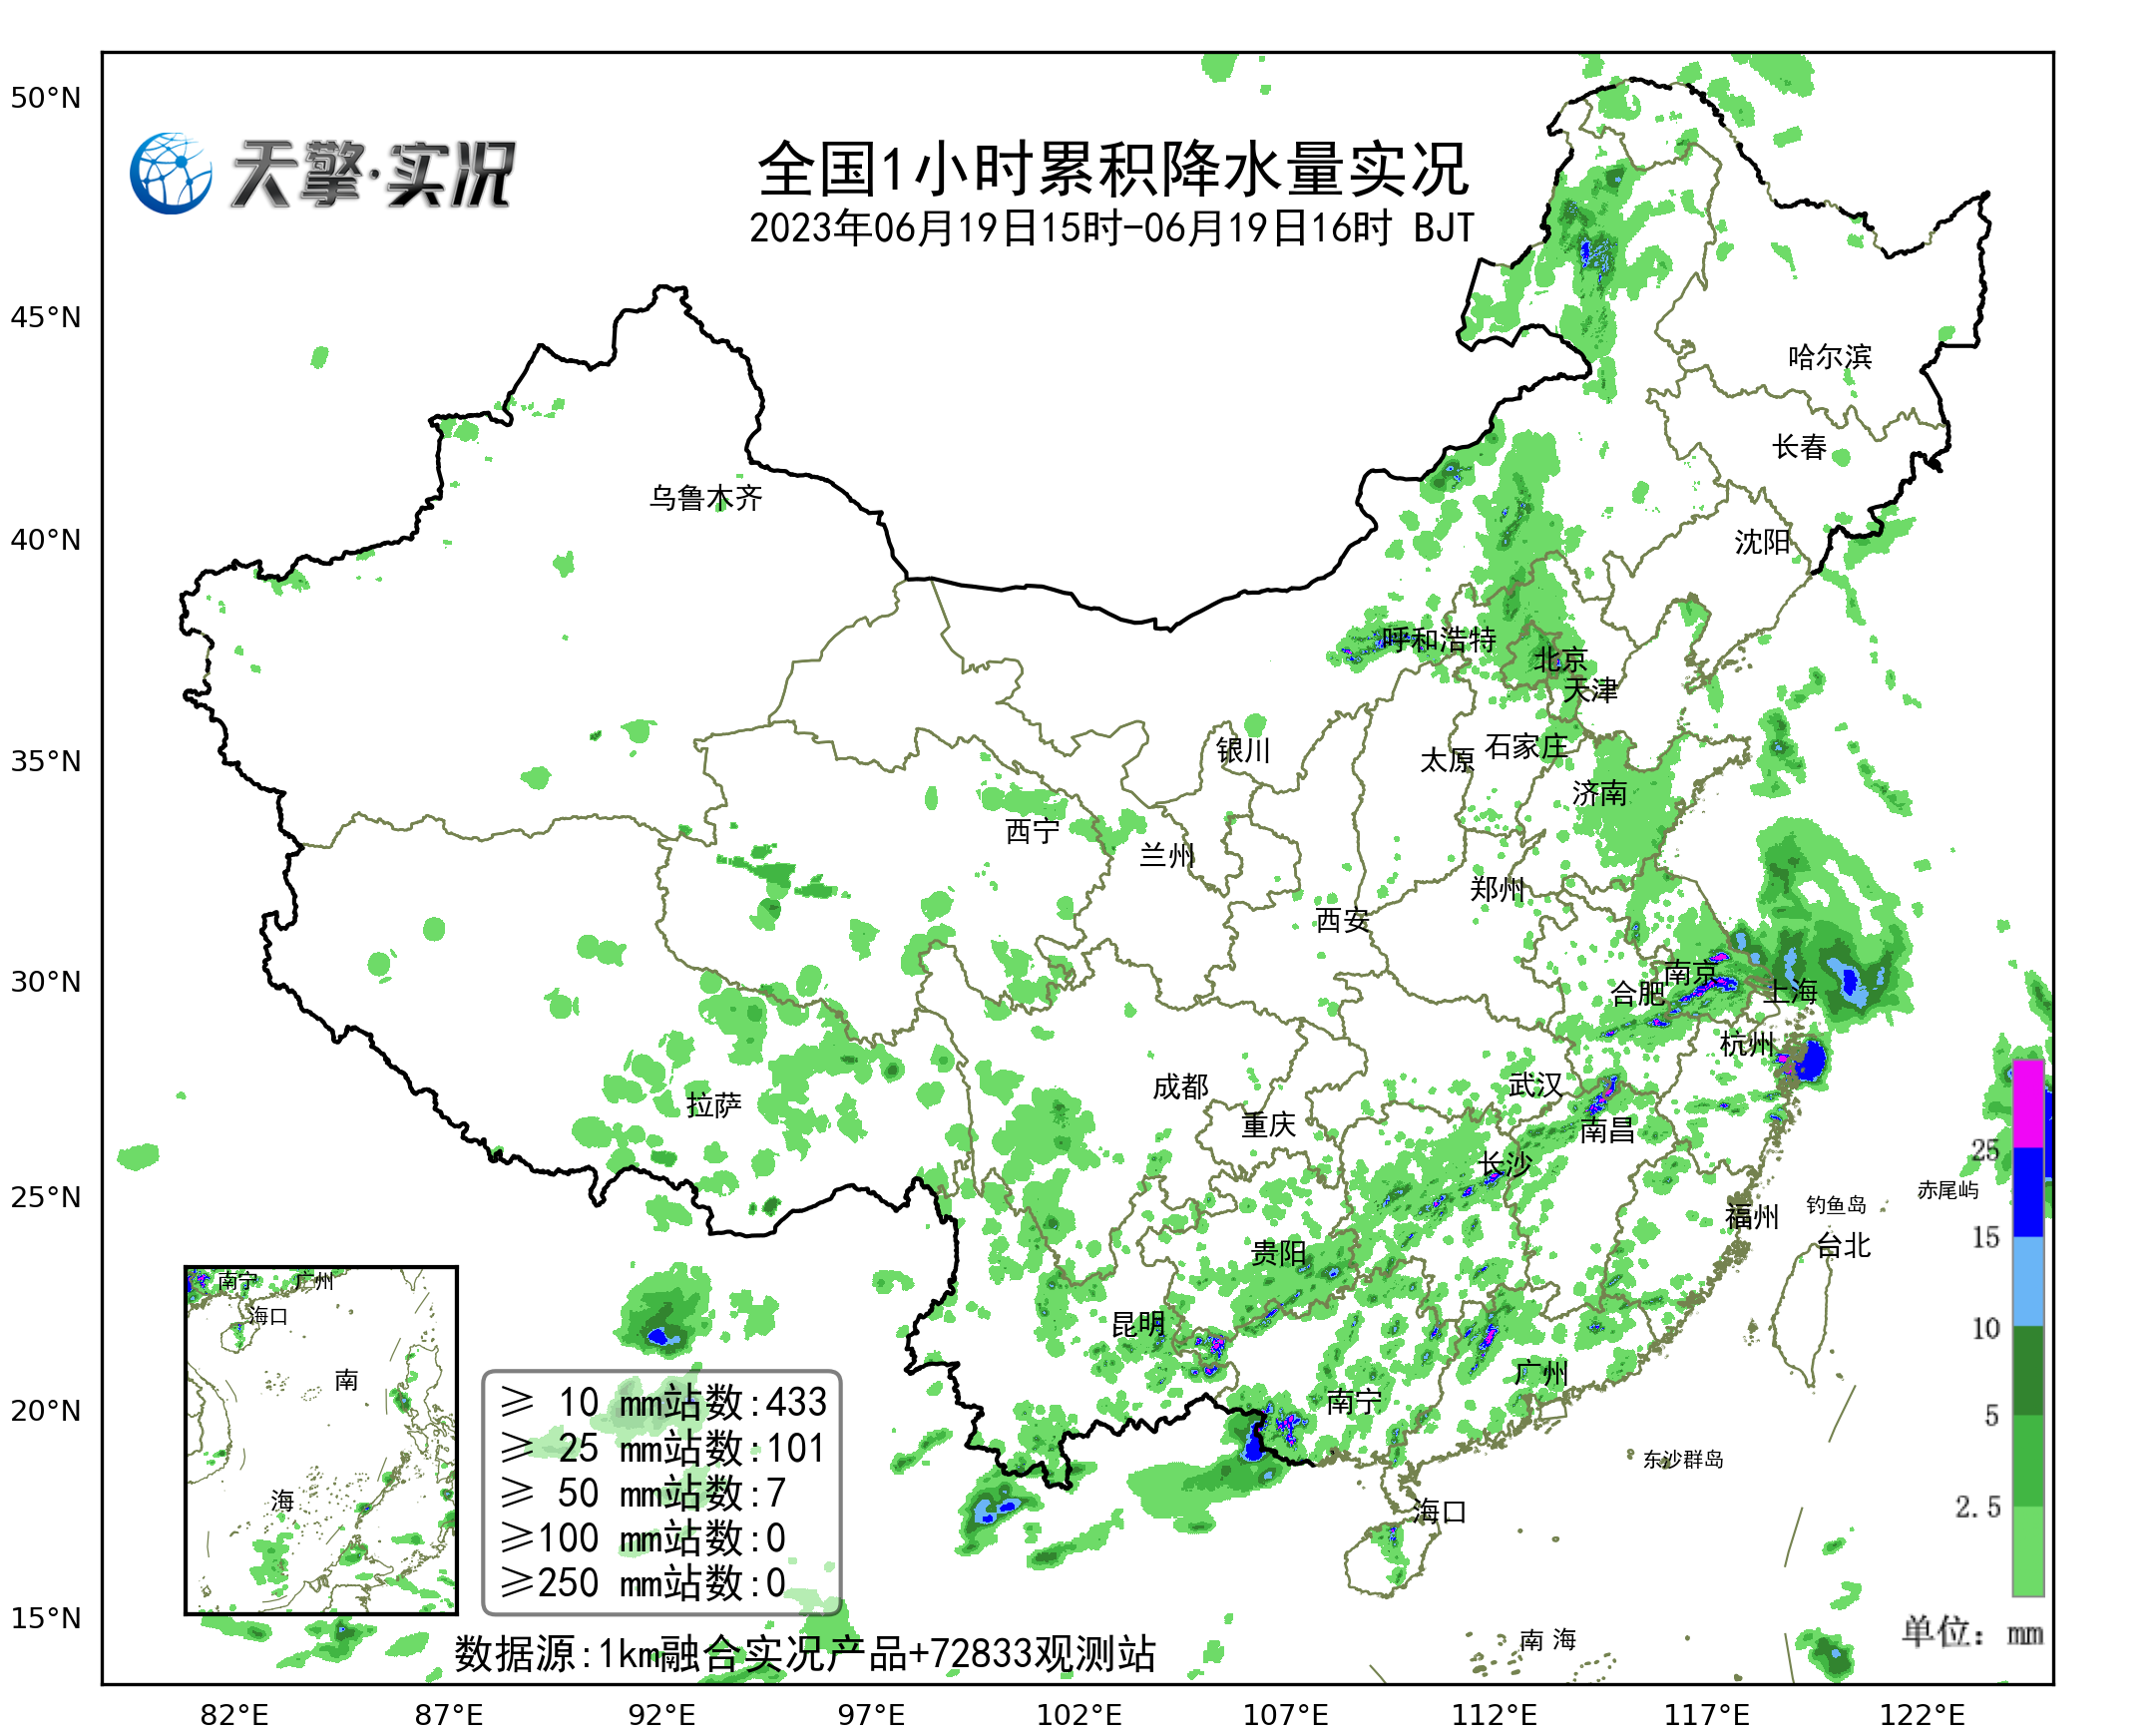 天擎·实况
全国1小时累积降水量实况
2023年06月19日15时-06月19日16时 BJT
50°N
45°N
40°N
35°N
30°N
25°N
20°N
15°N
82°E
87°E
92°E
97°E
102°E
107°E
112°E
117°E
122°E
哈尔滨
长春
乌鲁木齐
沈阳
呼和浩特
北京
天津
银川
石家庄
太原
济南
西宁
兰州
郑州
西安
南京
合肥
上海
杭州
成都
武汉
拉萨
重庆
南昌
长沙
赤尾屿
钓鱼岛
福州
台北
贵阳
昆明
广州
南宁
东沙群岛
海口
南 海
南宁
广州
海口
南
海
≥ 10 mm站数:433
≥ 25 mm站数:101
≥ 50 mm站数:7
≥100 mm站数:0
≥250 mm站数:0
25
15
10
5
2.5
单位：mm
数据源:1km融合实况产品+72833观测站